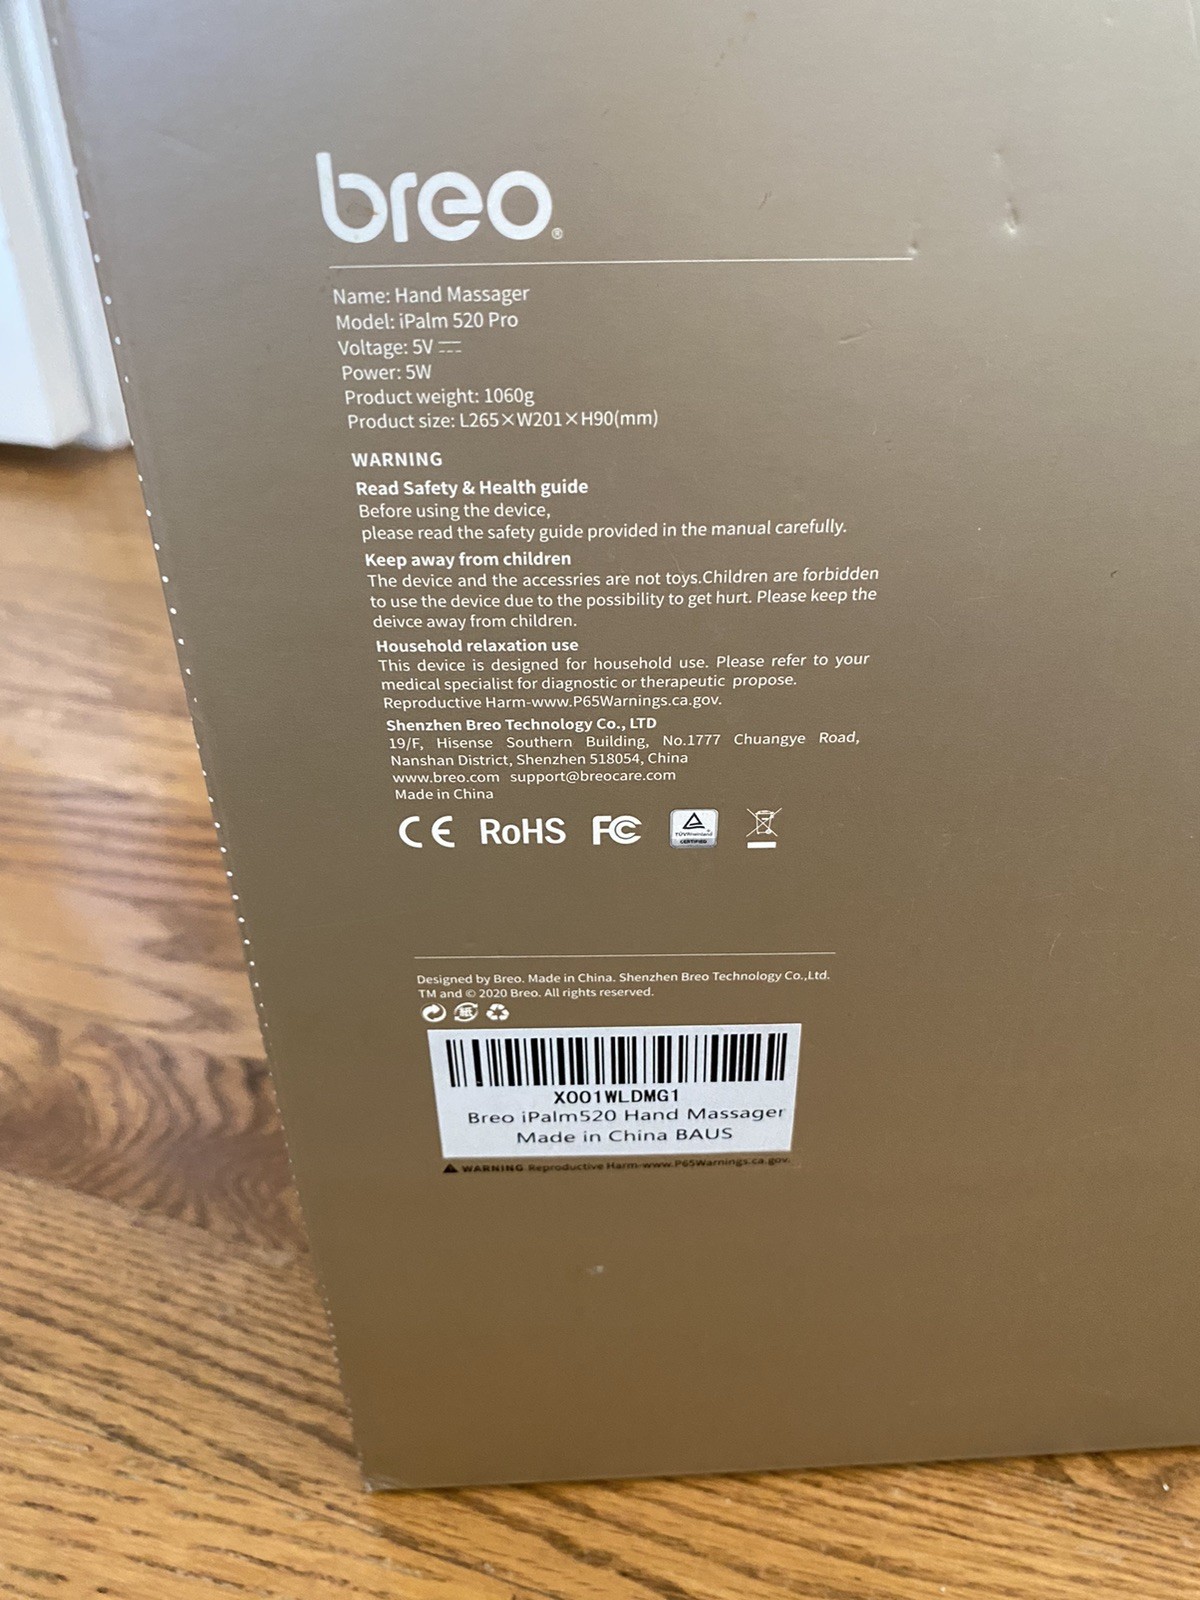 breo®
Name: Hand Massager
Model: iPalm 520 Pro
Voltage: 5V ⎓
Power: 5W
Product weight: 1060g
Product size: L265×W201×H90(mm)
WARNING
Read Safety & Health guide
Before using the device,
please read the safety guide provided in the manual carefully.
Keep away from children
The device and the accessries are not toys.Children are forbidden
to use the device due to the possibility to get hurt. Please keep the
deivce away from children.
Household relaxation use
This device is designed for household use. Please refer to your
medical specialist for diagnostic or therapeutic propose.
Reproductive Harm-www.P65Warnings.ca.gov.
Shenzhen Breo Technology Co., LTD
19/F, Hisense Southern Building, No.1777 Chuangye Road,
Nanshan District, Shenzhen 518054, China
www.breo.com support@breocare.com
Made in China
CE RoHS FC TÜVRheinland CERTIFIED
Designed by Breo. Made in China. Shenzhen Breo Technology Co.,Ltd.
TM and © 2020 Breo. All rights reserved.
紙
X001WLDMG1
Breo iPalm520 Hand Massager
Made in China BAUS
WARNING Reproductive Harm-www.P65Warnings.ca.gov.